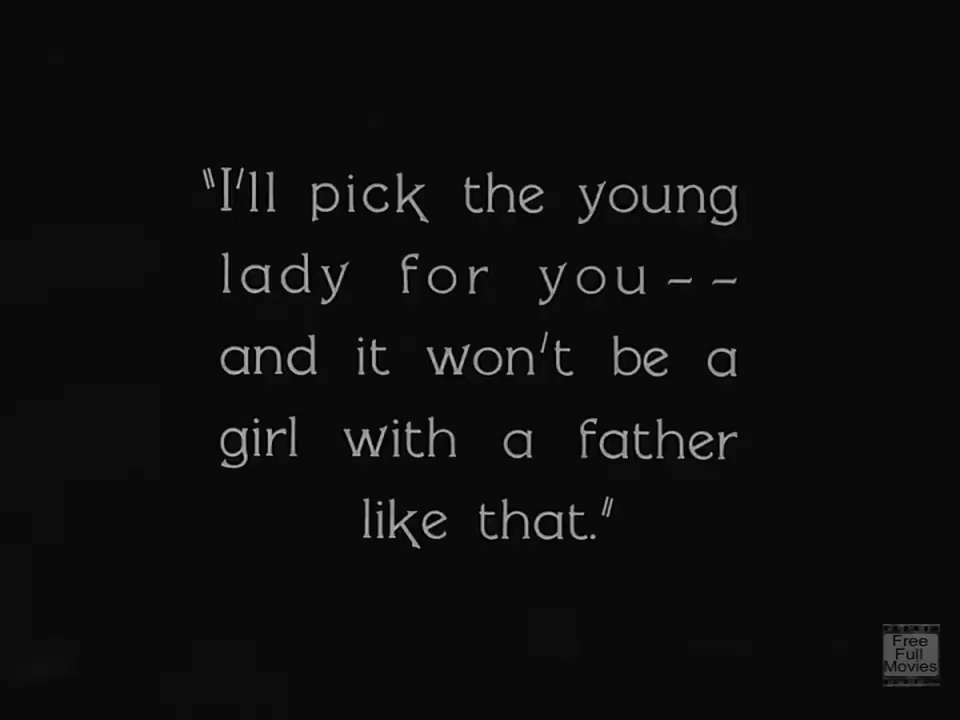 "I'll pick the young
lady for you --
and it won't be a
girl with a father
like that."
Free
Full
Movies